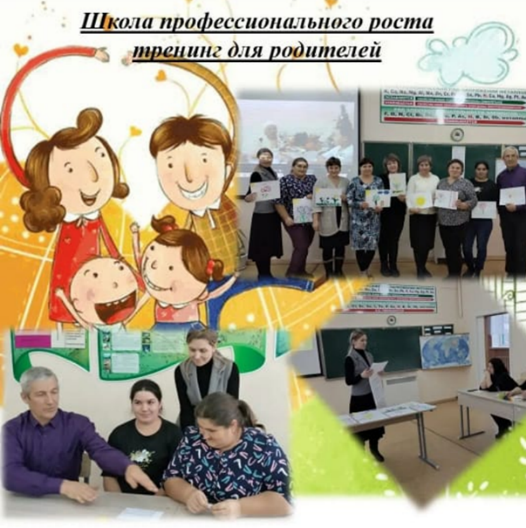 Школа профессионального роста
тренинг для родителей